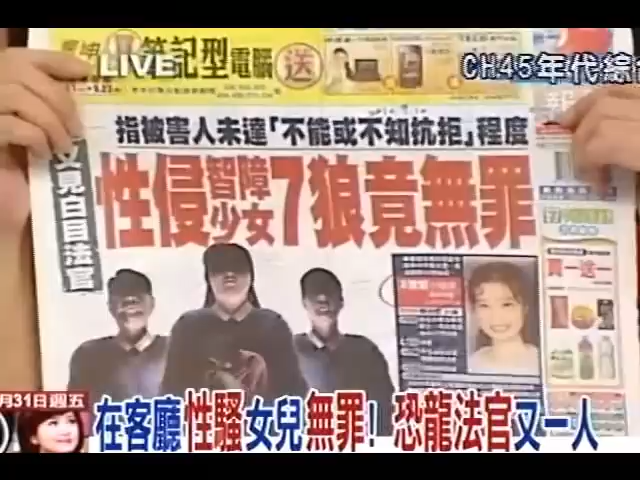 LIVE
筆記型電腦 送
CH45年代綜合
指被害人未達「不能或不知抗拒」程度
又見白目法官
性侵智障少女7狼竟無罪
買一送一
月31日週五
在客廳性騷女兒無罪！恐龍法官又一人